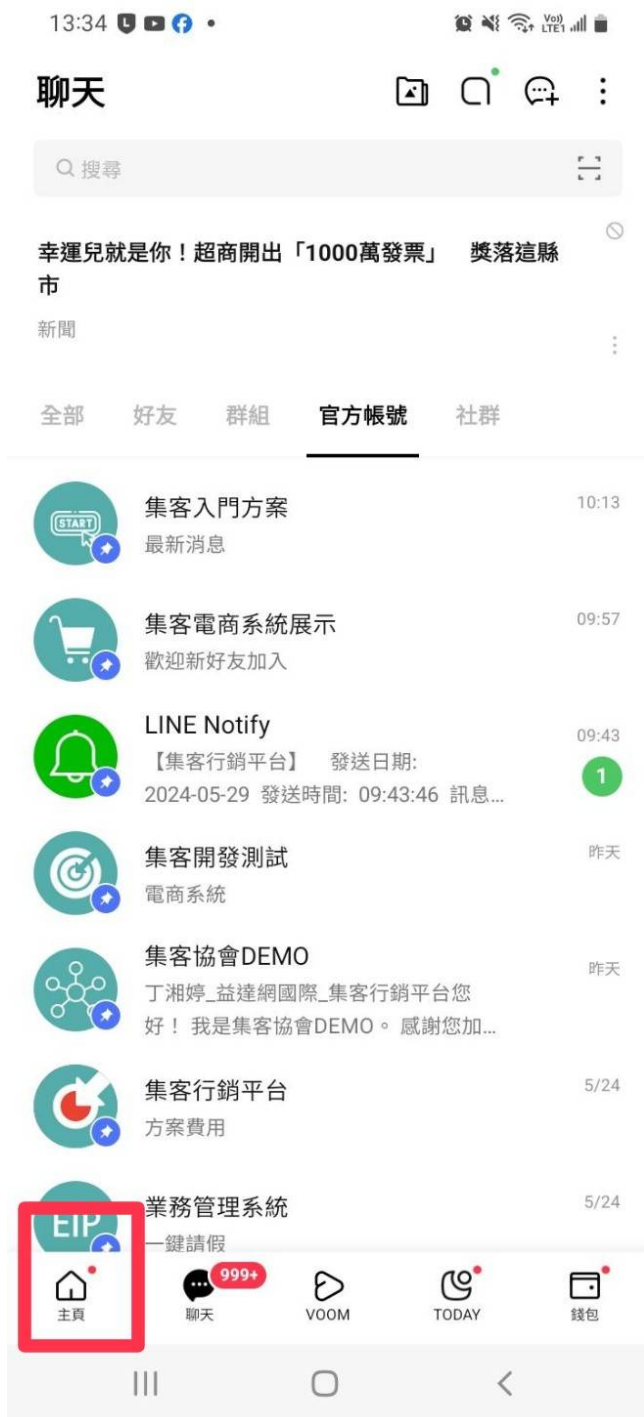 13:34
Vo))
LTE1
聊天
搜尋
幸運兒就是你！超商開出「1000萬發票」 獎落這縣
市
新聞
全部 好友 群組 官方帳號 社群
START
集客入門方案 10:13
最新消息
集客電商系統展示 09:57
歡迎新好友加入
LINE Notify 09:43
【集客行銷平台】 發送日期:
2024-05-29 發送時間: 09:43:46 訊息... 1
集客開發測試 昨天
電商系統
集客協會DEMO 昨天
丁湘婷_益達網國際_集客行銷平台您
好！ 我是集客協會DEMO。 感謝您加...
集客行銷平台 5/24
方案費用
EIP
業務管理系統 5/24
一鍵請假
999+
主頁 聊天 VOOM TODAY 錢包